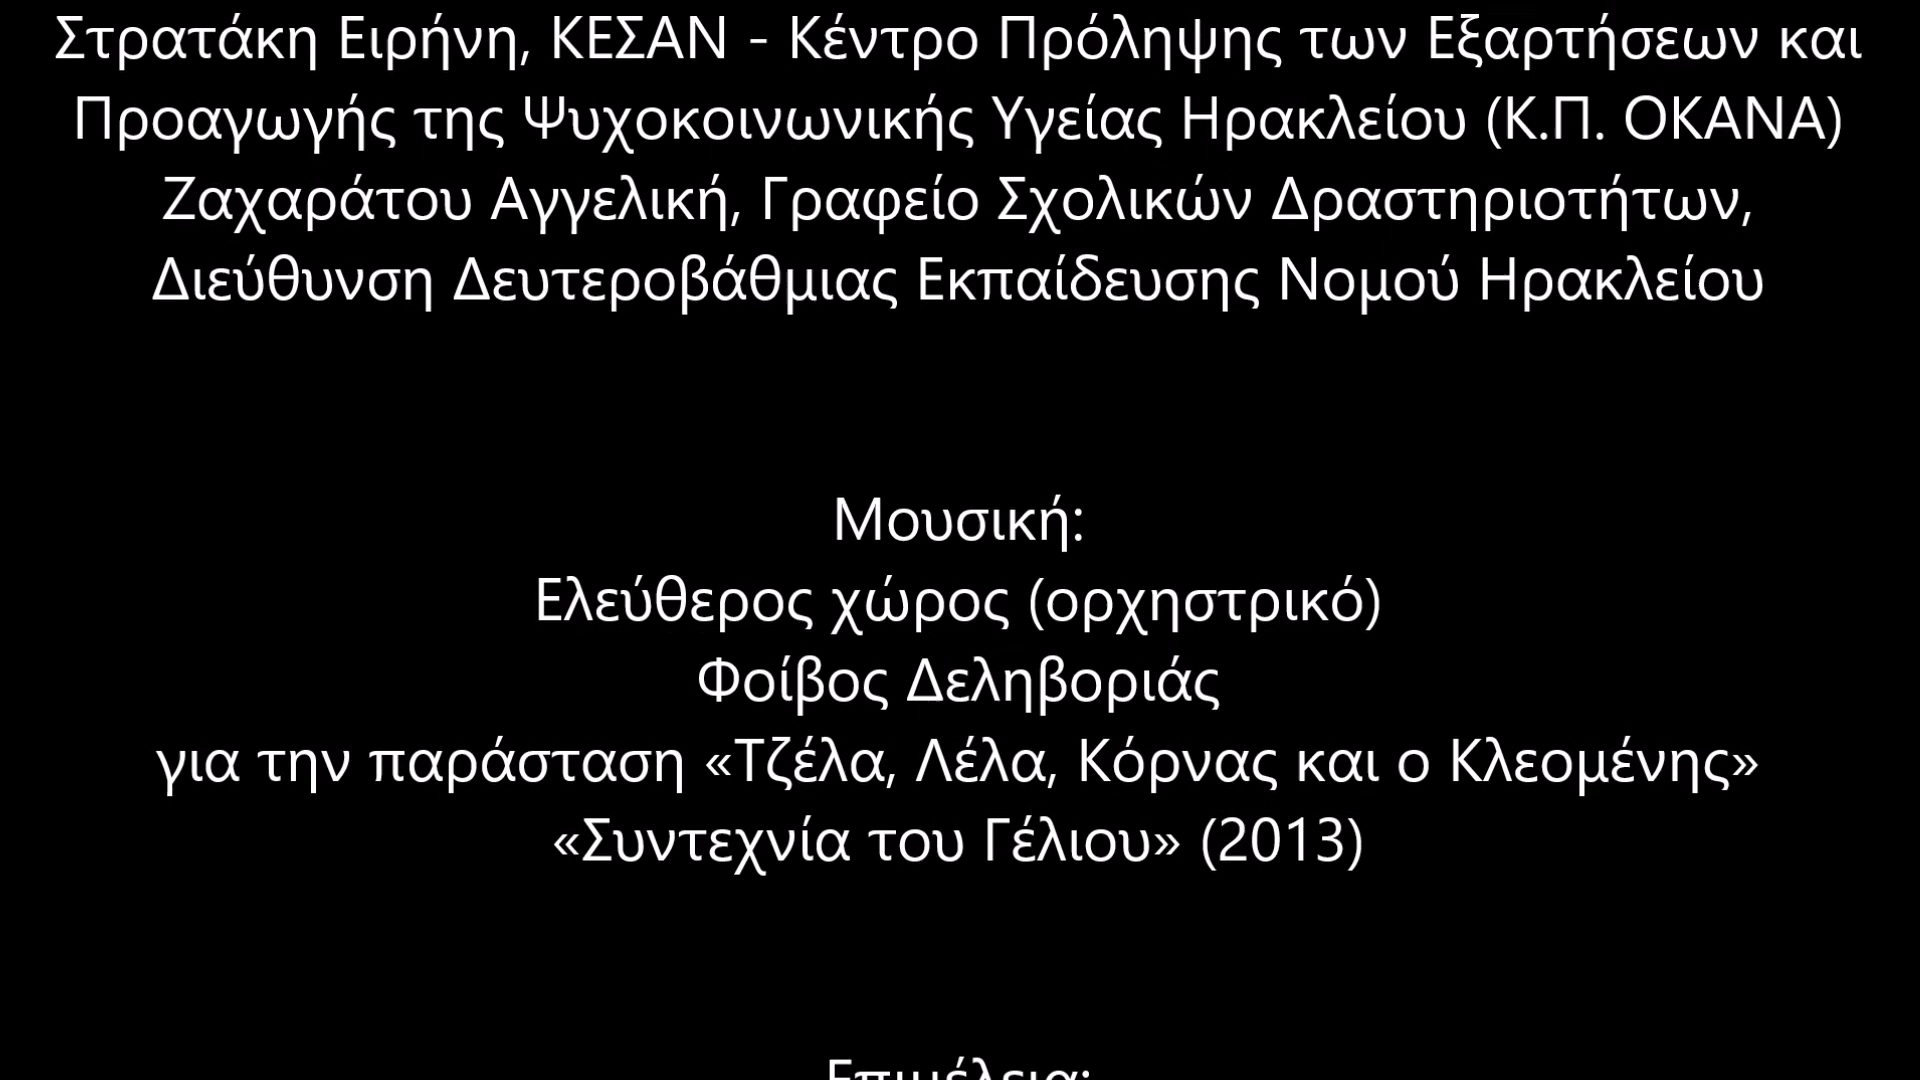 Στρατάκη Ειρήνη, ΚΕΣΑΝ - Κέντρο Πρόληψης των Εξαρτήσεων και
Προαγωγής της Ψυχοκοινωνικής Υγείας Ηρακλείου (Κ.Π. ΟΚΑΝΑ)
Ζαχαράτου Αγγελική, Γραφείο Σχολικών Δραστηριοτήτων,
Διεύθυνση Δευτεροβάθμιας Εκπαίδευσης Νομού Ηρακλείου
Μουσική:
Ελεύθερος χώρος (ορχηστρικό)
Φοίβος Δεληβοριάς
για την παράσταση «Τζέλα, Λέλα, Κόρνας και ο Κλεομένης»
«Συντεχνία του Γέλιου» (2013)
Επιμέλεια: